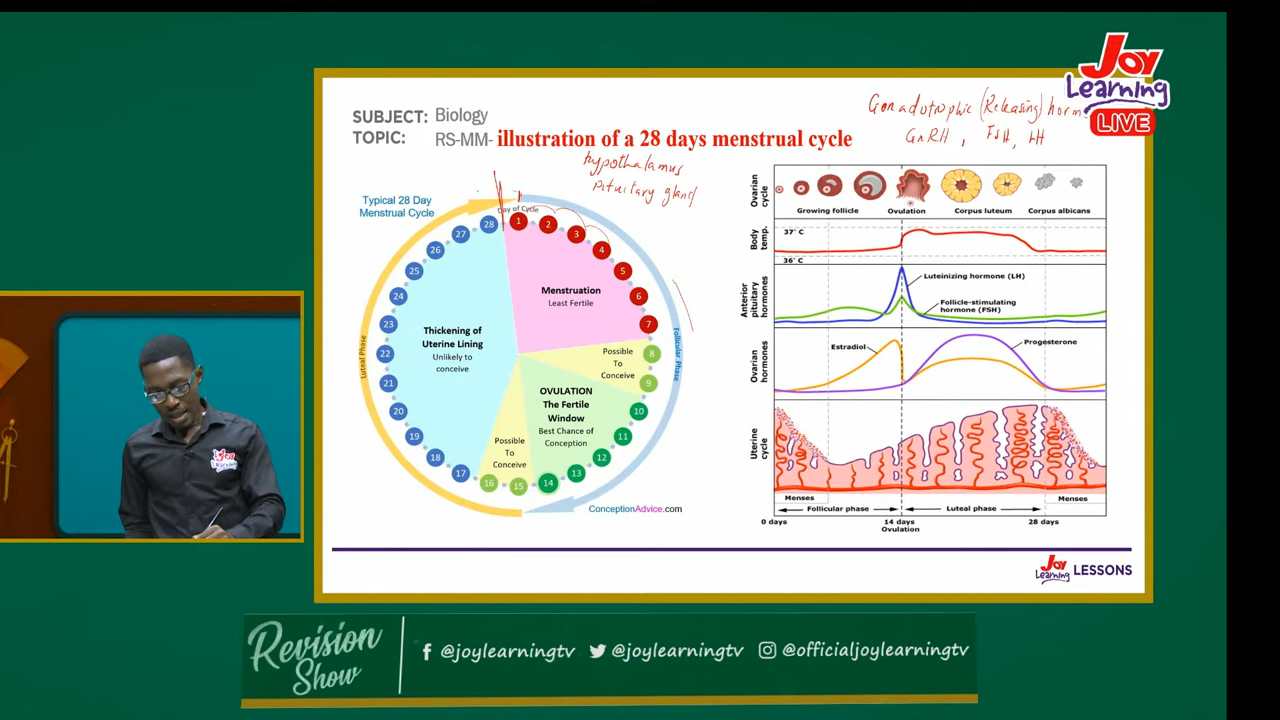 Joy
Learning
LIVE
SUBJECT: Biology
TOPIC: RS-MM- illustration of a 28 days menstrual cycle
Gonadotrophic (Releasing) horm
GnRH, FSH, LH
hypothalamus
pituitary gland
Typical 28 Day
Menstrual Cycle
Day of Cycle
1
2
3
4
5
6
7
8
9
10
11
12
13
14
15
16
17
18
19
20
21
22
23
24
25
26
27
28
Menstruation
Least Fertile
Possible
To
Conceive
OVULATION
The Fertile
Window
Best Chance of
Conception
Possible
To
Conceive
Thickening of
Uterine Lining
Unlikely to
conceive
Luteal Phase
Follicular Phase
ConceptionAdvice.com
Ovarian
cycle
Growing follicle
Ovulation
Corpus luteum
Corpus albicans
Body
temp.
37°C
36°C
Anterior
pituitary
hormones
Luteinizing hormone (LH)
Follicle-stimulating
hormone (FSH)
Ovarian
hormones
Estradiol
Progesterone
Uterine
cycle
Menses
Menses
Follicular phase
Luteal phase
0 days
14 days
28 days
Ovulation
Joy
Learning
LESSONS
Joy
Learning
Revision
Show
@joylearningtv
@joylearningtv
@officialjoylearningtv